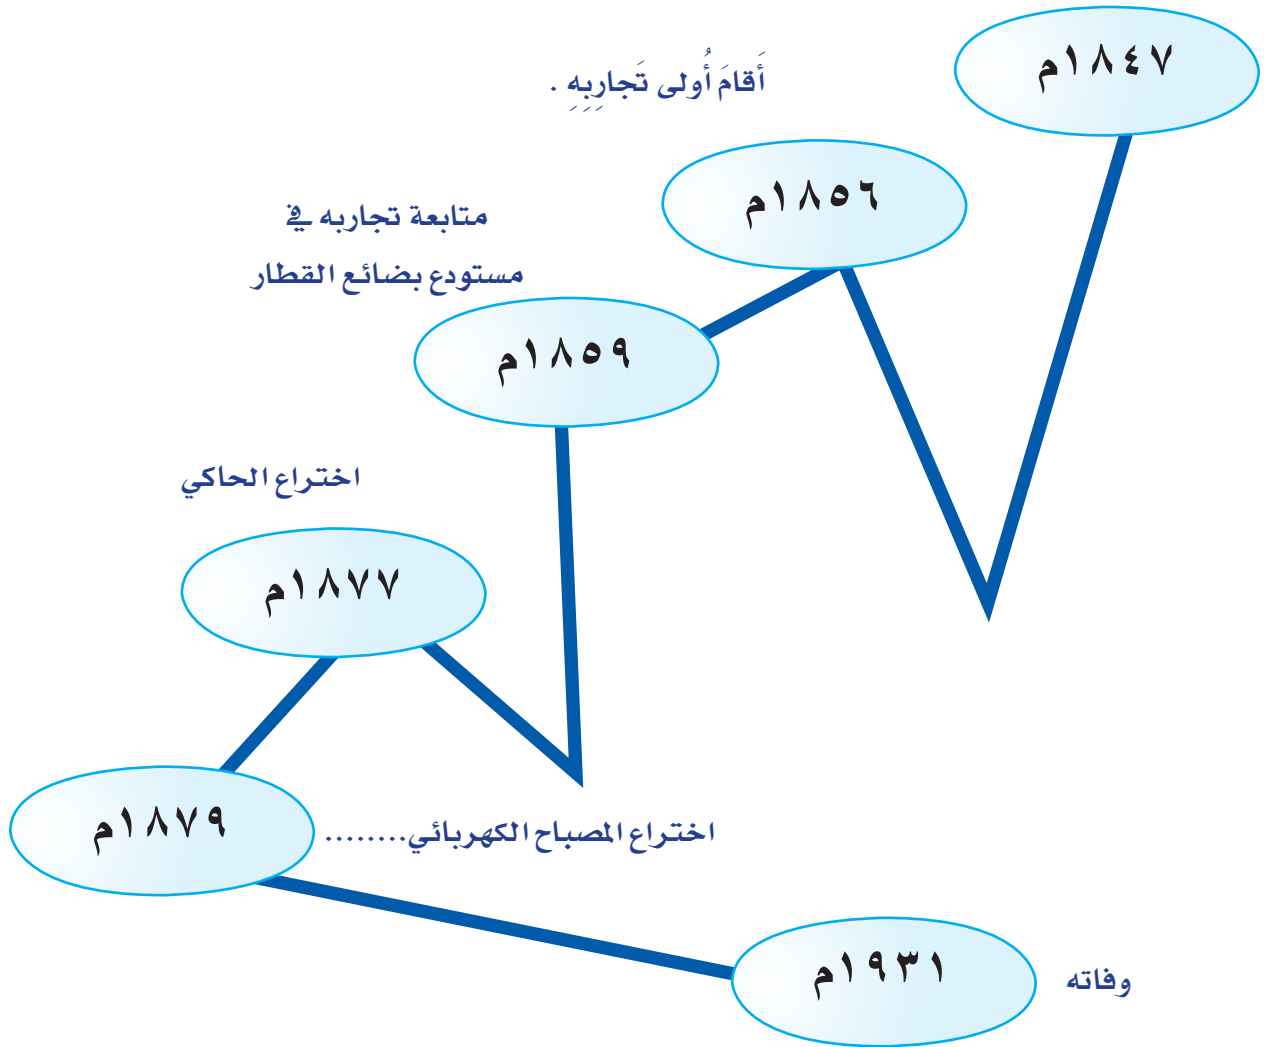 ١٨٤٧م
أَقامَ أُولى تَجارِبِهِ .
١٨٥٦م
متابعة تجاربه في
مستودع بضائع القطار
١٨٥٩م
اختراع الحاكي
١٨٧٧م
١٨٧٩م
اختراع المصباح الكهربائي........
١٩٣١م
وفاته